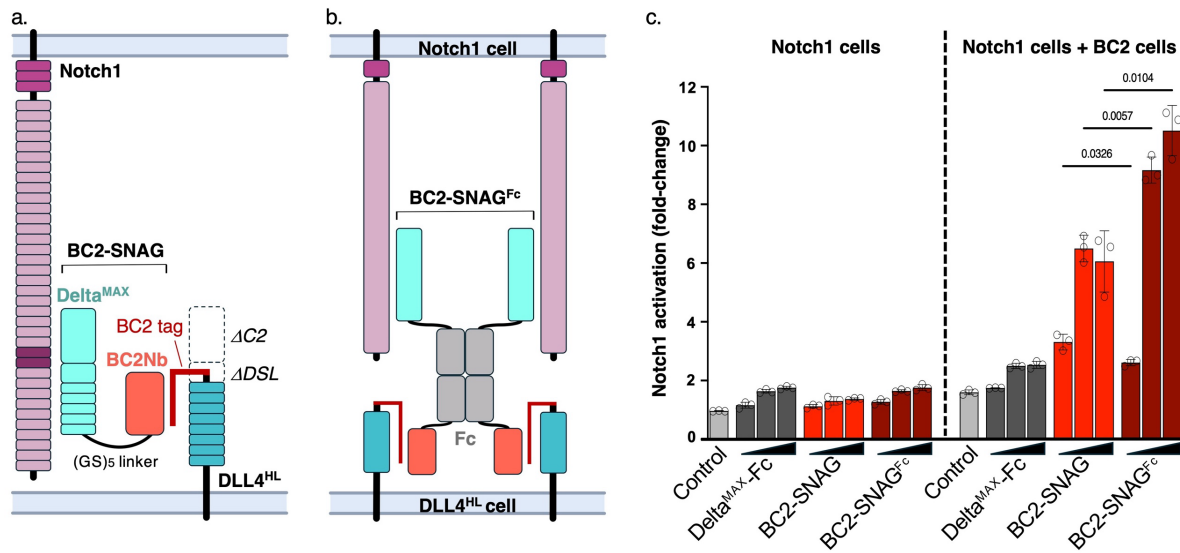 a.
Notch1
BC2-SNAG
Delta^MAX
BC2 tag
BC2Nb
ΔC2
ΔDSL
(GS)5 linker
DLL4^HL
b.
Notch1 cell
BC2-SNAG^Fc
Fc
DLL4^HL cell
c.
Notch1 cells
Notch1 cells + BC2 cells
Notch1 activation (fold-change)
12
10
8
6
4
2
0
0.0104
0.0057
0.0326
Control
Delta^MAX-Fc
BC2-SNAG
BC2-SNAG^Fc
Control
Delta^MAX-Fc
BC2-SNAG
BC2-SNAG^Fc